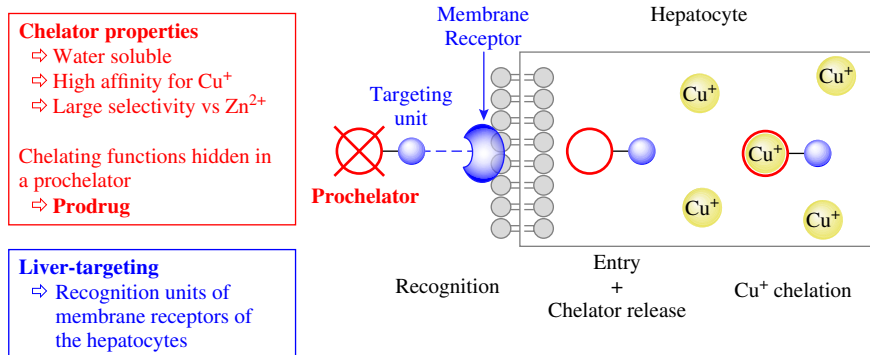 Chelator properties
⇨ Water soluble
⇨ High affinity for Cu⁺
⇨ Large selectivity vs Zn²⁺
Chelating functions hidden in
a prochelator
⇨ Prodrug
Liver-targeting
⇨ Recognition units of
membrane receptors of
the hepatocytes
Membrane
Receptor
Hepatocyte
Targeting
unit
Prochelator
Cu⁺
Cu⁺
Cu⁺
Cu⁺
Cu⁺
Recognition
Entry
+
Chelator release
Cu⁺ chelation